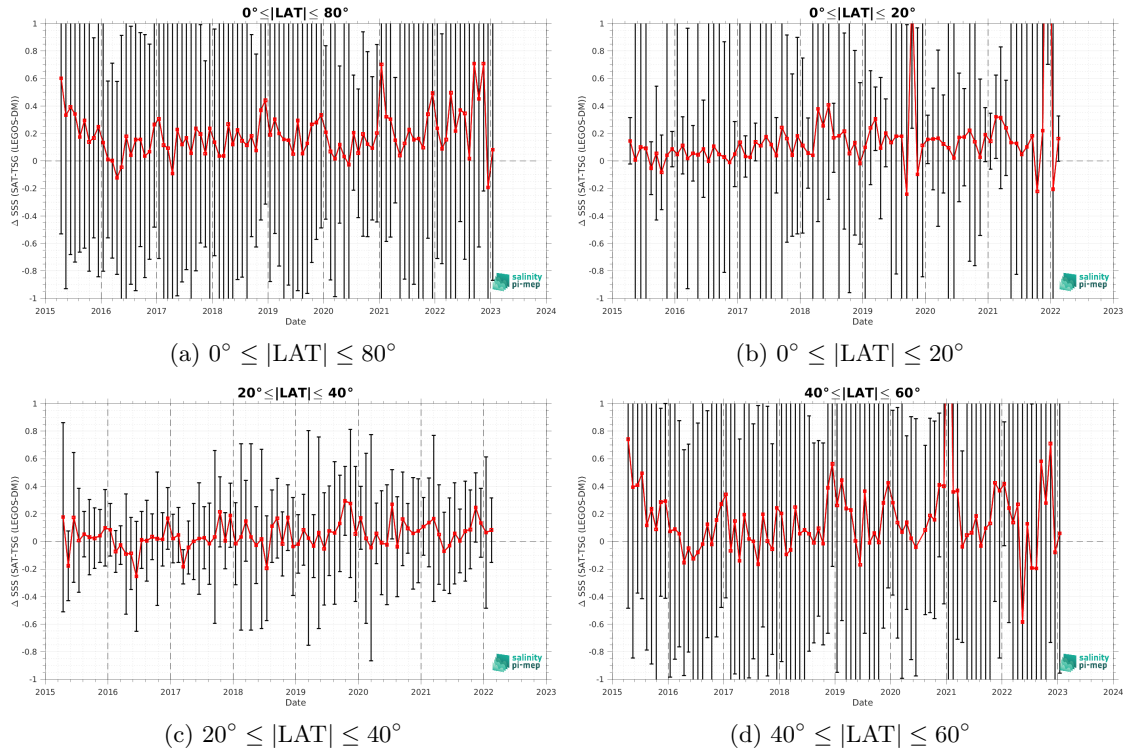 0°≤|LAT|≤ 80°
1
0.8
0.6
0.4
0.2
0
-0.2
-0.4
-0.6
-0.8
-1
Δ SSS (SAT-TSG (LEGOS-DM))
2015 2016 2017 2018 2019 2020 2021 2022 2023 2024
Date
salinity
pi-mep
(a) 0° ≤ |LAT| ≤ 80°
0°≤|LAT|≤ 20°
1
0.8
0.6
0.4
0.2
0
-0.2
-0.4
-0.6
-0.8
-1
Δ SSS (SAT-TSG (LEGOS-DM))
2015 2016 2017 2018 2019 2020 2021 2022 2023
Date
salinity
pi-mep
(b) 0° ≤ |LAT| ≤ 20°
20°≤|LAT|≤ 40°
1
0.8
0.6
0.4
0.2
0
-0.2
-0.4
-0.6
-0.8
-1
Δ SSS (SAT-TSG (LEGOS-DM))
2015 2016 2017 2018 2019 2020 2021 2022 2023
Date
salinity
pi-mep
(c) 20° ≤ |LAT| ≤ 40°
40°≤|LAT|≤ 60°
1
0.8
0.6
0.4
0.2
0
-0.2
-0.4
-0.6
-0.8
-1
Δ SSS (SAT-TSG (LEGOS-DM))
2015 2016 2017 2018 2019 2020 2021 2022 2023 2024
Date
salinity
pi-mep
(d) 40° ≤ |LAT| ≤ 60°